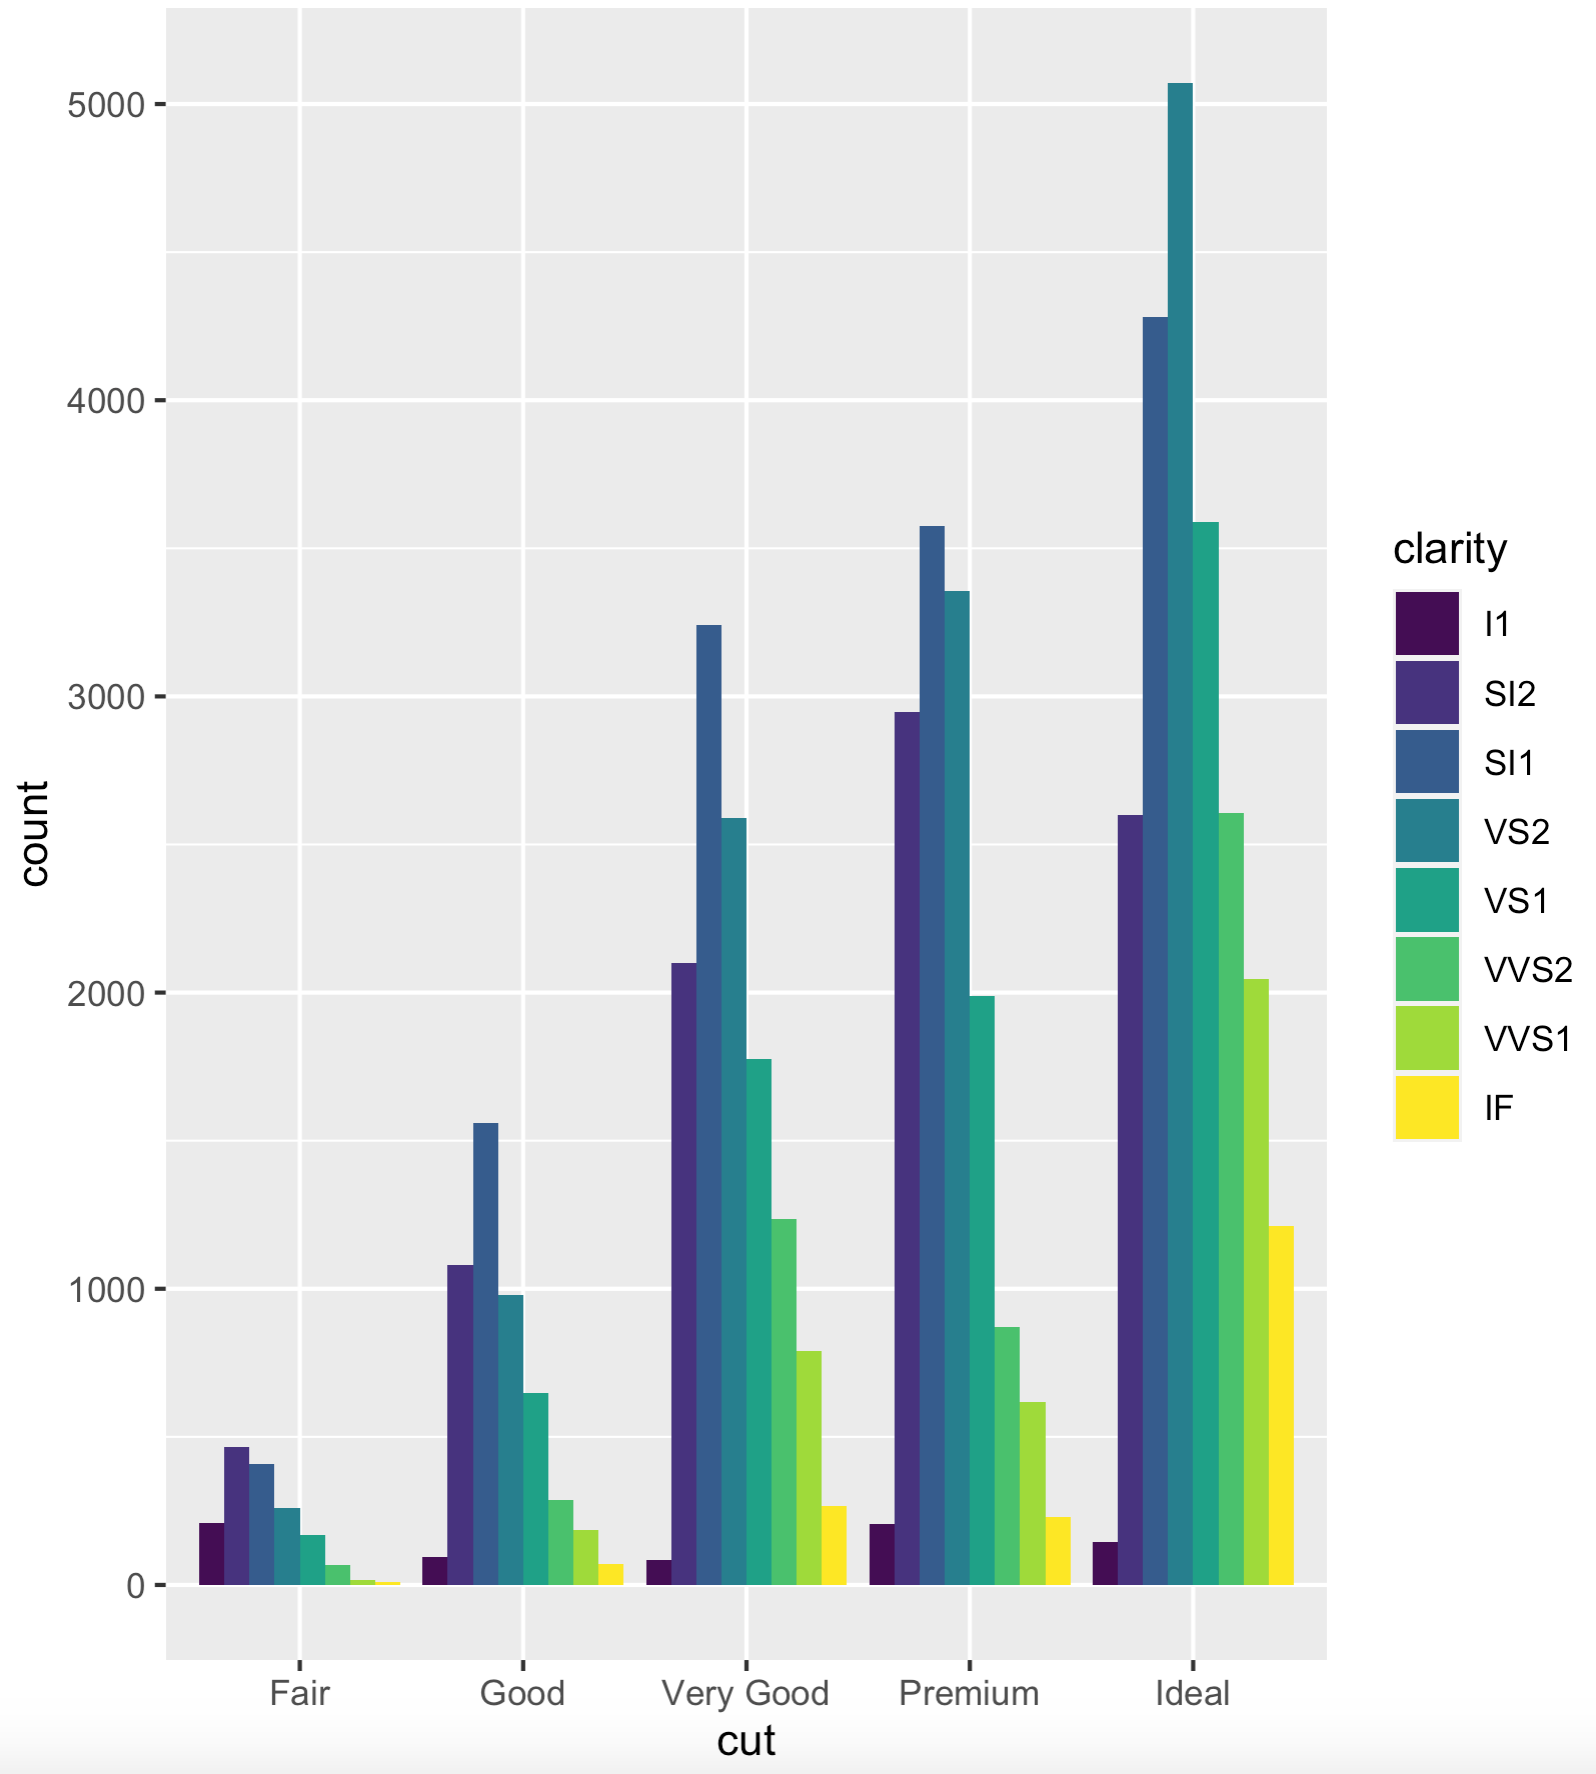 5000
4000
3000
2000
1000
0
count
Fair
Good
Very Good
Premium
Ideal
cut
clarity
I1
SI2
SI1
VS2
VS1
VVS2
VVS1
IF